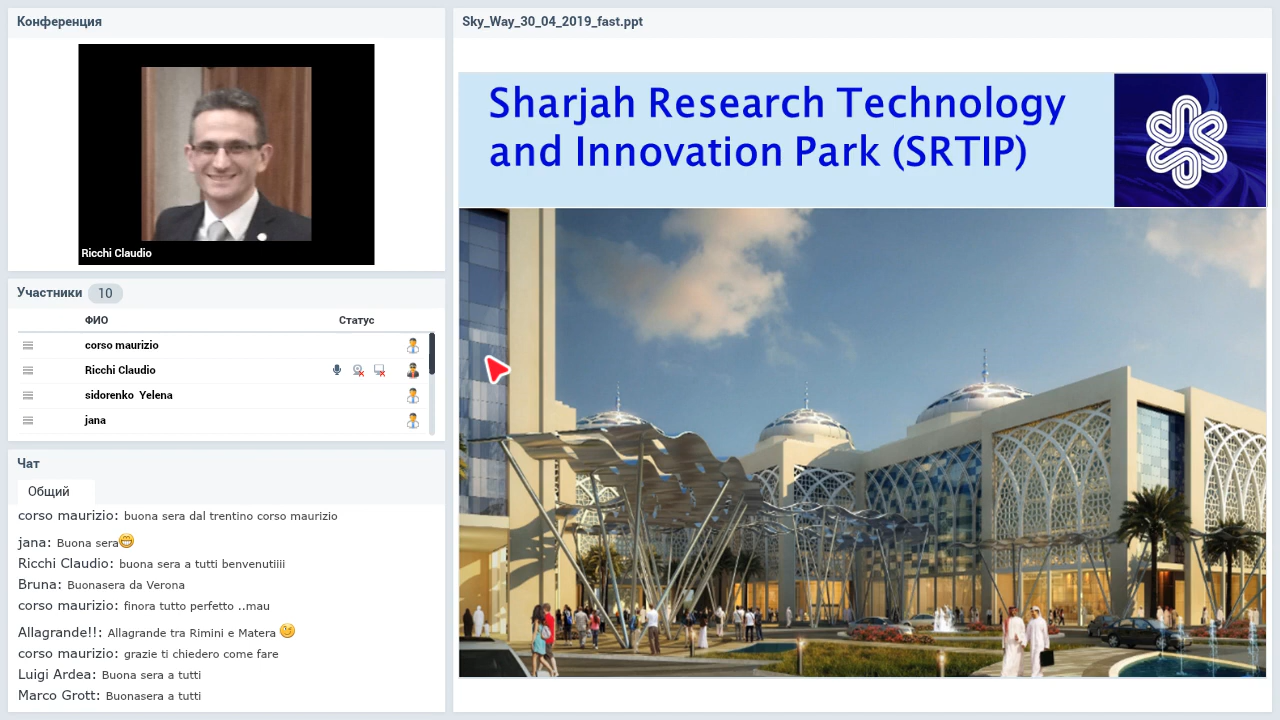 Конференция
Ricchi Claudio
Участники 10
ФИО Статус
corso maurizio
Ricchi Claudio
sidorenko Yelena
jana
Чат
Общий
corso maurizio: buona sera dal trentino corso maurizio
jana: Buona sera
Ricchi Claudio: buona sera a tutti benvenutiiii
Bruna: Buonasera da Verona
corso maurizio: finora tutto perfetto ..mau
Allagrande!!: Allagrande tra Rimini e Matera
corso maurizio: grazie ti chiedero come fare
Luigi Ardea: Buona sera a tutti
Marco Grott: Buonasera a tutti
Sky_Way_30_04_2019_fast.ppt
Sharjah Research Technology
and Innovation Park (SRTIP)